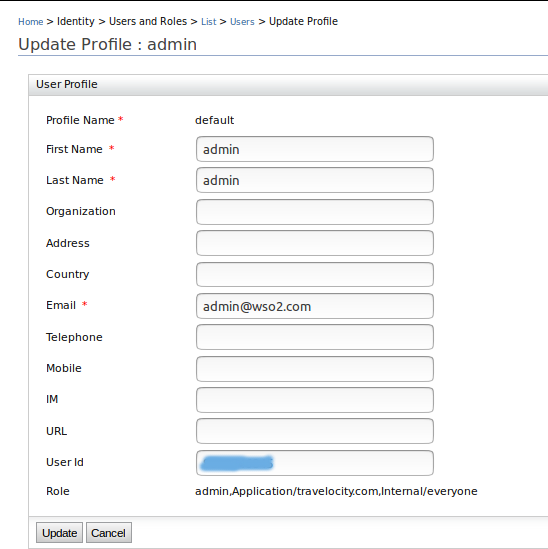 Home > Identity > Users and Roles > List > Users > Update Profile
Update Profile : admin
User Profile
Profile Name * default
First Name * admin
Last Name * admin
Organization
Address
Country
Email * admin@wso2.com
Telephone
Mobile
IM
URL
User Id
Role admin,Application/travelocity.com,Internal/everyone
Update Cancel